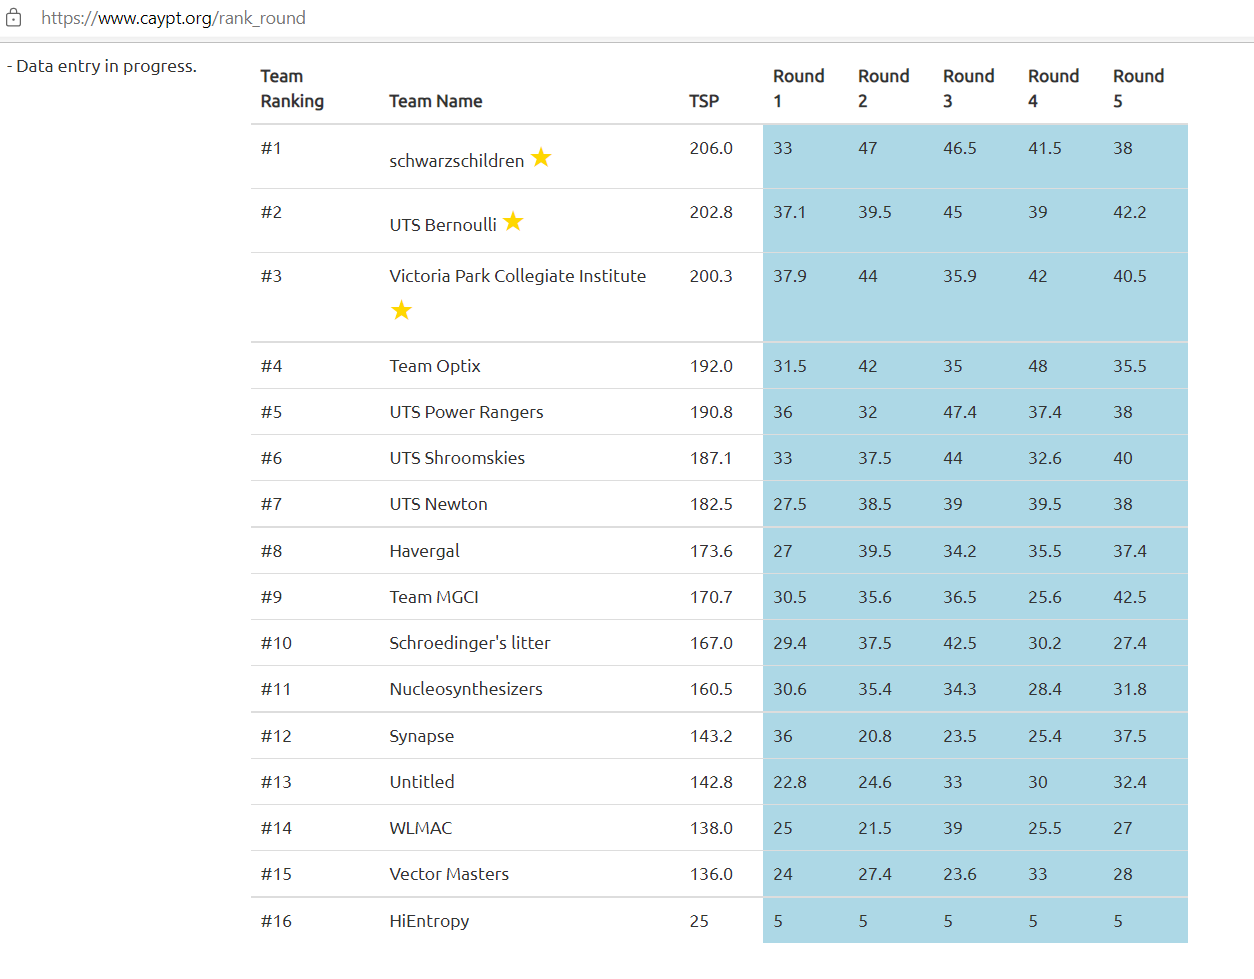 https://www.caypt.org/rank_round
- Data entry in progress.
Team Ranking Team Name TSP Round 1 Round 2 Round 3 Round 4 Round 5
#1 schwarzschildren 206.0 33 47 46.5 41.5 38
#2 UTS Bernoulli 202.8 37.1 39.5 45 39 42.2
#3 Victoria Park Collegiate Institute 200.3 37.9 44 35.9 42 40.5
#4 Team Optix 192.0 31.5 42 35 48 35.5
#5 UTS Power Rangers 190.8 36 32 47.4 37.4 38
#6 UTS Shroomskies 187.1 33 37.5 44 32.6 40
#7 UTS Newton 182.5 27.5 38.5 39 39.5 38
#8 Havergal 173.6 27 39.5 34.2 35.5 37.4
#9 Team MGCI 170.7 30.5 35.6 36.5 25.6 42.5
#10 Schroedinger's litter 167.0 29.4 37.5 42.5 30.2 27.4
#11 Nucleosynthesizers 160.5 30.6 35.4 34.3 28.4 31.8
#12 Synapse 143.2 36 20.8 23.5 25.4 37.5
#13 Untitled 142.8 22.8 24.6 33 30 32.4
#14 WLMAC 138.0 25 21.5 39 25.5 27
#15 Vector Masters 136.0 24 27.4 23.6 33 28
#16 HiEntropy 25 5 5 5 5 5